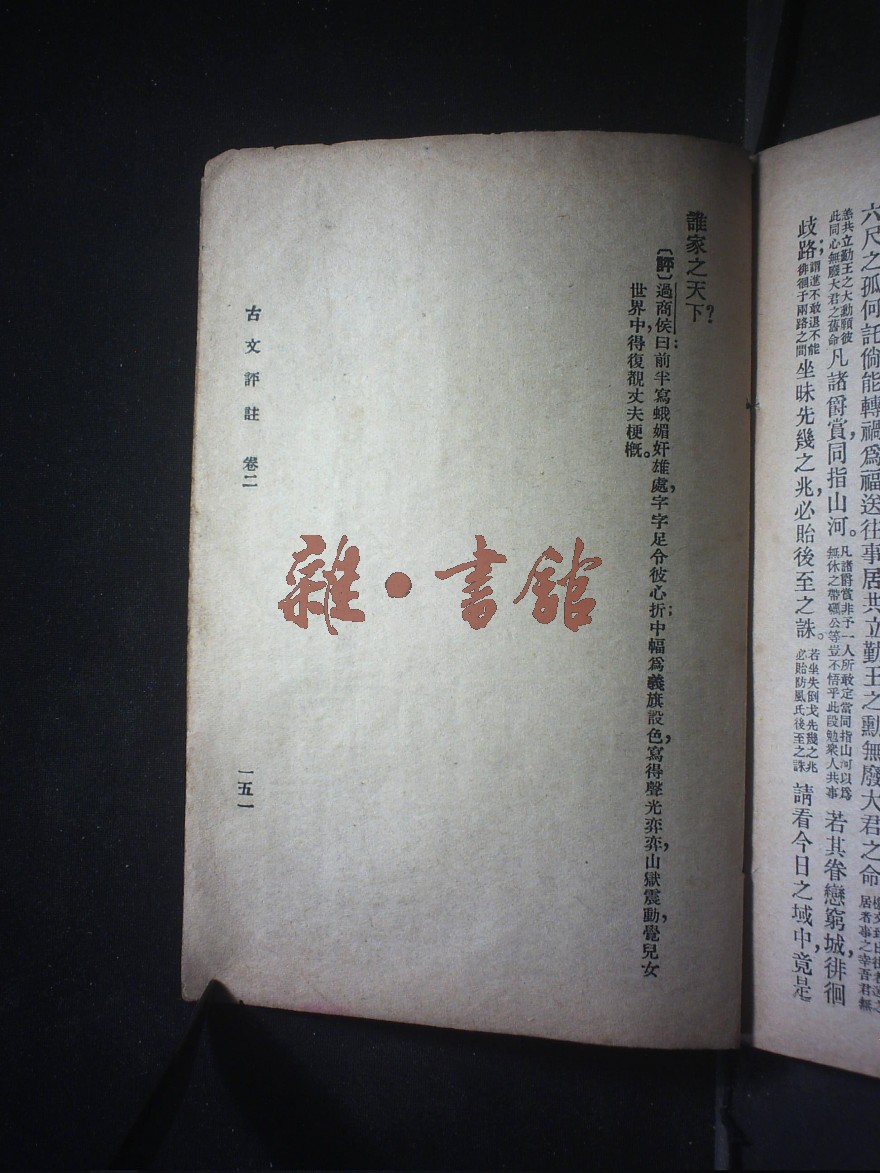 六尺之孤何託倘能轉禍爲福送往事居共立勤王之勳無廢大君之命
共立勤王之大勳願彼
此同心無廢大君之舊命
凡諸爵賞,同指山河。
凡諸爵賞非予一人所敢定當同指山河以爲
無休之帶礪公等豈不悟乎此段勉衆人共事
若其眷戀窮城,徘徊
歧路;
謂進不敢退不能
徘徊于兩路之間
坐昧先幾之兆,必貽後至之誅。
若坐失倒戈先幾之兆
必貽防風氏後至之誅
請看今日之域中,竟是
誰家之天下?
〔評〕過商侯曰:前半寫蛾媚奸雄處,字字足令彼心折;中幅爲義旗設色,寫得聲光弈弈,山獄震動,覺兒女
世界中,得復覩丈夫梗槪。
古文評註 卷二
一五一
雜·書館